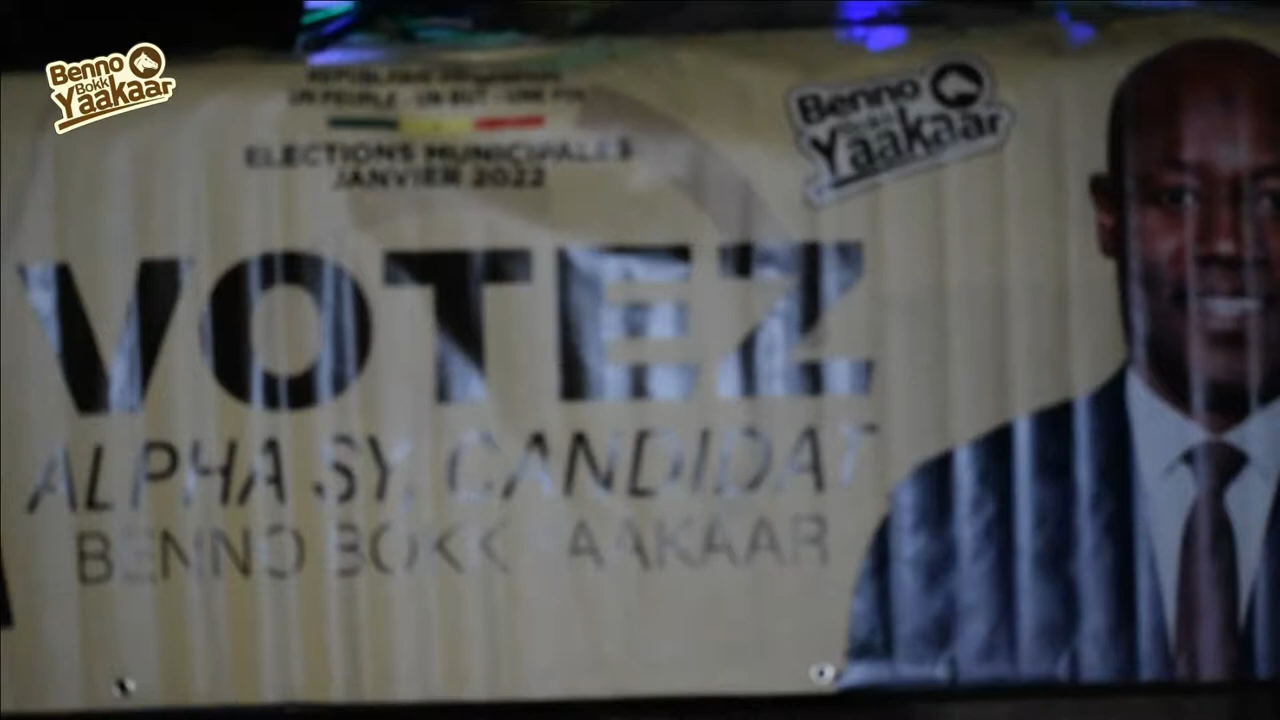 Benno
Bokk
Yaakaar
UN PEUPLE - UN BUT - UNE FOI
ELECTIONS MUNICIPALES
JANVIER 2022
Benno
Yaakaar
VOTEZ
ALPHA SY, CANDIDAT
BENNO BOKK YAAKAAR